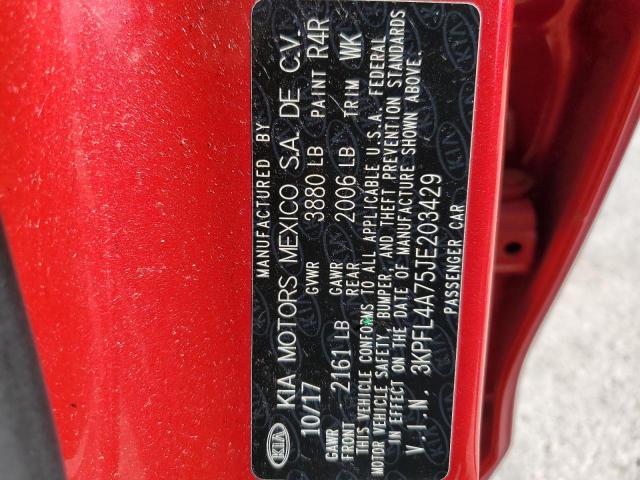 MANUFACTURED BY
KIA KIA MOTORS MEXICO S.A. DE C.V.
10/17 GVWR 3880 LB PAINT R4R
GAWR FRONT 2161 LB GAWR REAR 2006 LB TRIM WK
THIS VEHICLE CONFORMS TO ALL APPLICABLE U.S.A. FEDERAL
MOTOR VEHICLE SAFETY, BUMPER, AND THEFT PREVENTION STANDARDS
IN EFFECT ON THE DATE OF MANUFACTURE SHOWN ABOVE.
V.I.N. 3KPFL4A75JE203429
PASSENGER CAR